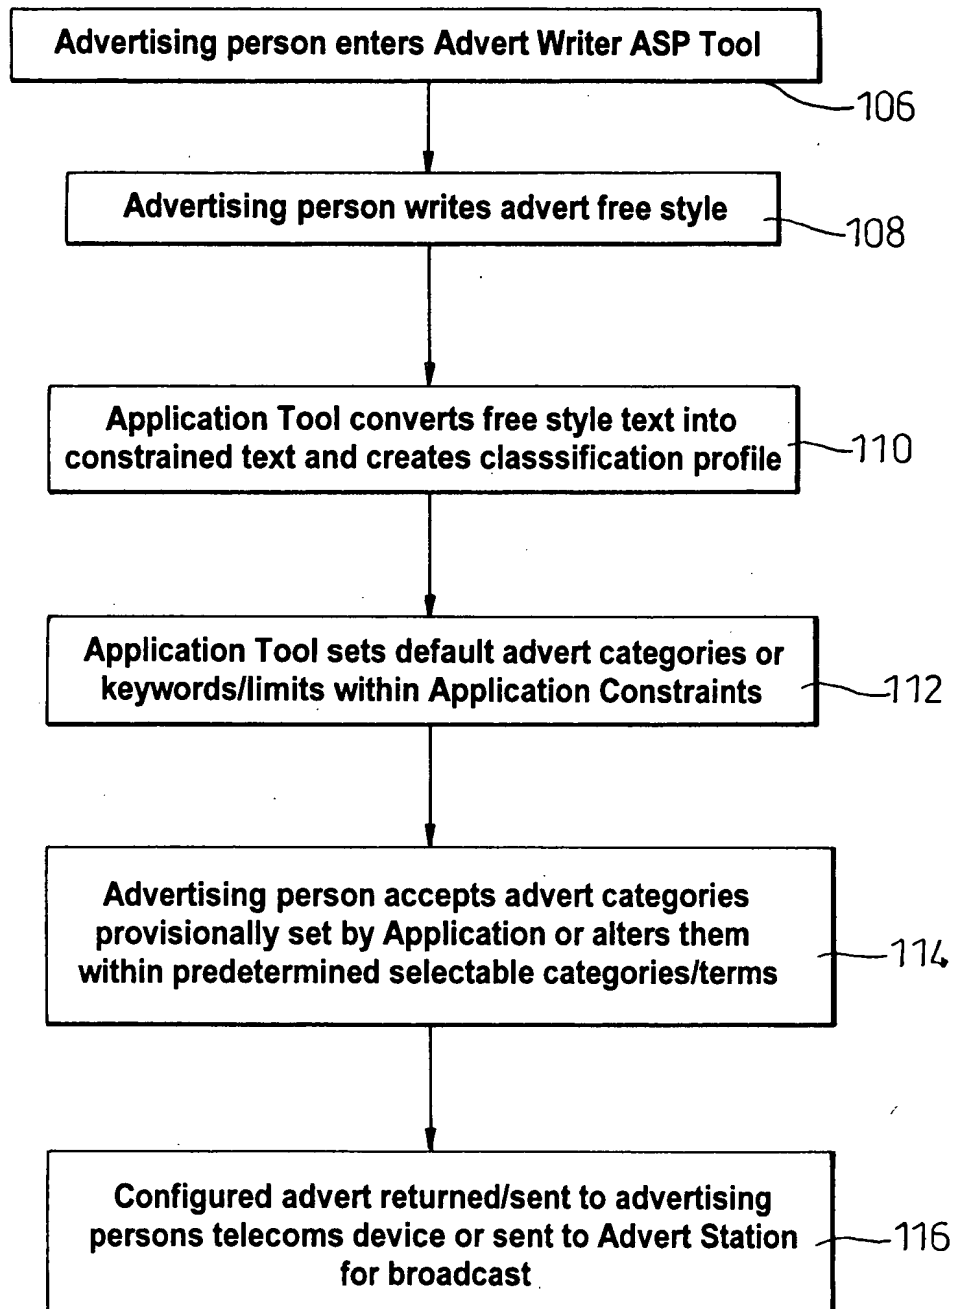 Advertising person enters Advert Writer ASP Tool
106
Advertising person writes advert free style
108
Application Tool converts free style text into
constrained text and creates classsification profile
110
Application Tool sets default advert categories or
keywords/limits within Application Constraints
112
Advertising person accepts advert categories
provisionally set by Application or alters them
within predetermined selectable categories/terms
114
Configured advert returned/sent to advertising
persons telecoms device or sent to Advert Station
for broadcast
116